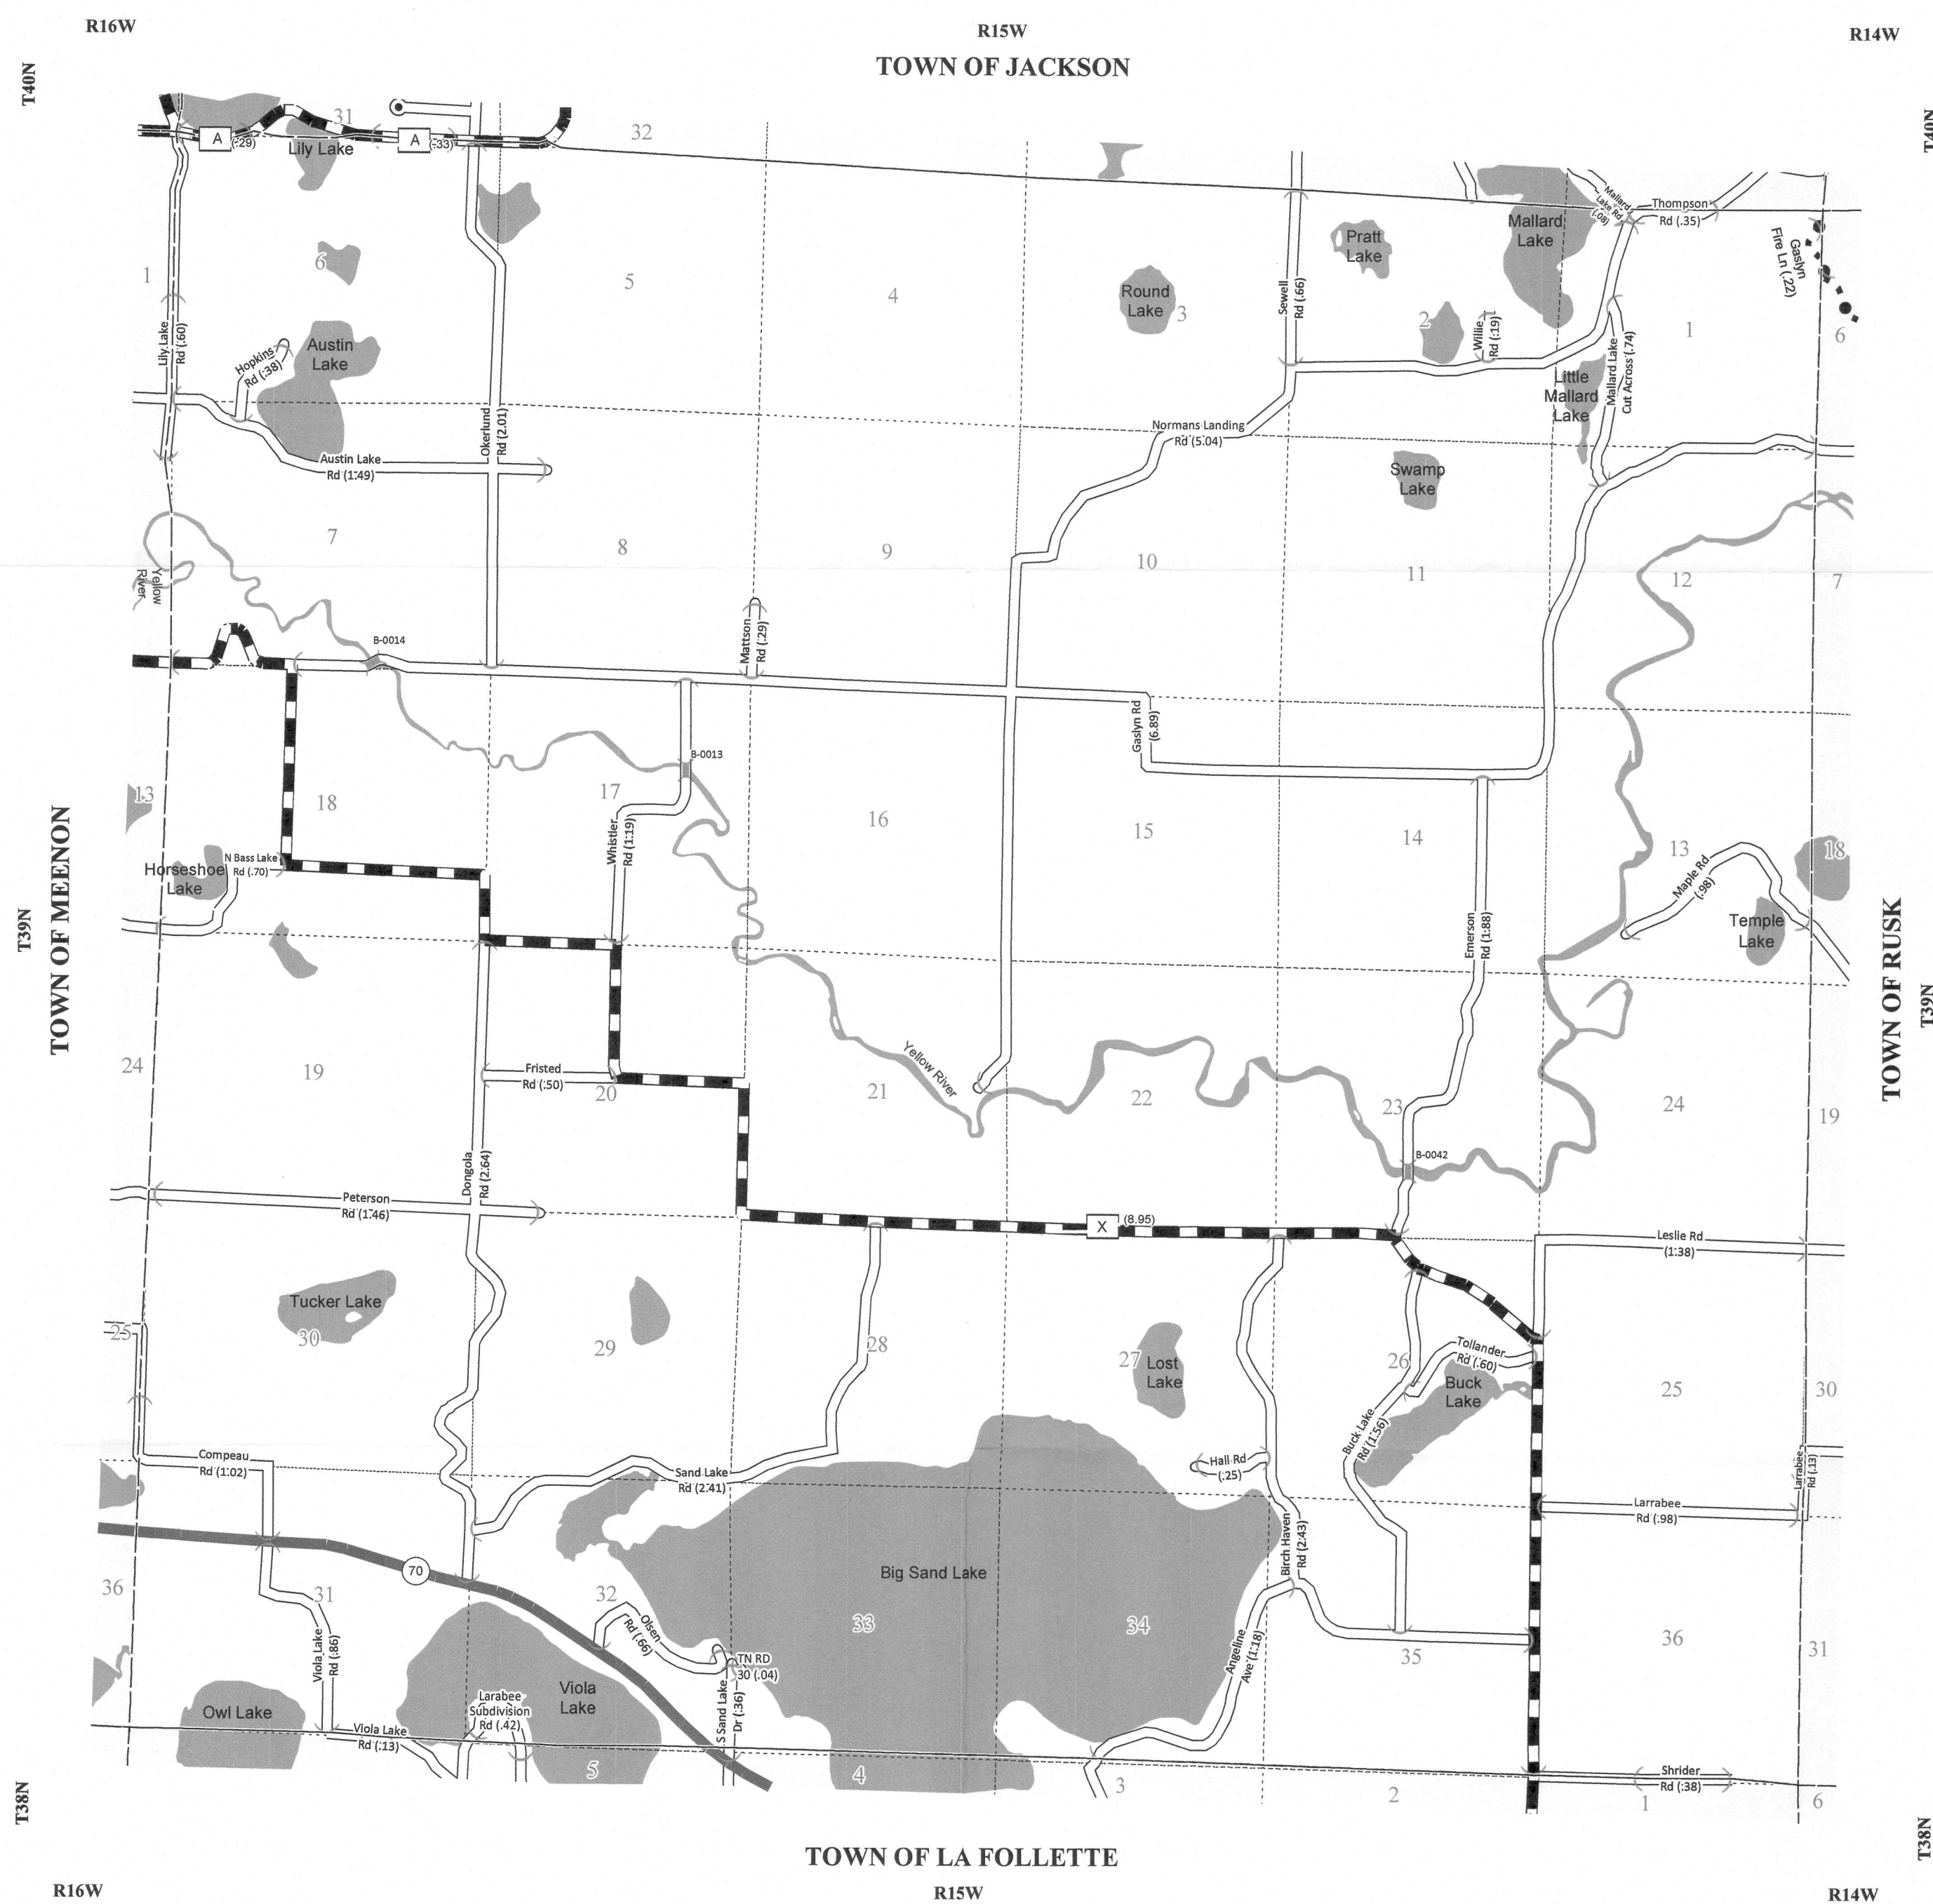 R16W
R15W
R14W
TOWN OF JACKSON
T40N
T40N
31
32
A
(.29)
A
(.33)
Lily Lake
Mallard
Lake Rd
(.08)
Thompson
Rd (.35)
Mallard
Lake
Pratt
Lake
Gaslyn
Fire Ln (.22)
1
6
5
4
Round
Lake
3
Sewell
Rd (.66)
2
Willie
Rd (.19)
1
6
Lily Lake
Rd (.60)
Hopkins
Rd (.38)
Austin
Lake
Little
Mallard
Lake
Mallard Lake
Cut Across (.74)
Okerlund
Rd (2.01)
Normans Landing
Rd (5.04)
Austin Lake
Rd (1.49)
Swamp
Lake
7
8
9
10
11
12
7
Yellow
River
B-0014
Mattson
Rd (.29)
Gaslyn Rd
(6.89)
B-0013
13
18
17
16
15
14
13
18
Whistler
Rd (1.19)
N Bass Lake
Rd (.70)
Horseshoe
Lake
Maple Rd
(.98)
Temple
Lake
Emerson
Rd (1.88)
TOWN OF MEENON
T39N
TOWN OF RUSK
T39N
24
19
Fristed
Rd (.50)
20
Yellow River
21
22
23
24
19
B-0042
Dongola
Rd (2.64)
Peterson
Rd (1.46)
X
(8.95)
Leslie Rd
(1.38)
Tucker Lake
25
30
29
28
27
Lost
Lake
26
Tollander
Rd (.60)
Buck
Lake
25
30
Buck Lake
Rd (1.56)
Compeau
Rd (1.02)
Sand Lake
Rd (2.41)
Hall Rd
(.25)
Larrabee
Rd (.13)
Larrabee
Rd (.98)
Birch Haven
Rd (2.43)
70
Big Sand Lake
36
31
32
33
34
35
36
31
Olsen
Rd (.66)
Viola Lake
Rd (.86)
TN RD
30 (.04)
Angeline
Ave (1.18)
S Sand Lake
Dr (.36)
Owl Lake
Viola
Lake
Larabee
Subdivision
Rd (.42)
Viola Lake
Rd (.13)
5
4
3
2
Shrider
Rd (.38)
1
6
T38N
T38N
TOWN OF LA FOLLETTE
R16W
R15W
R14W